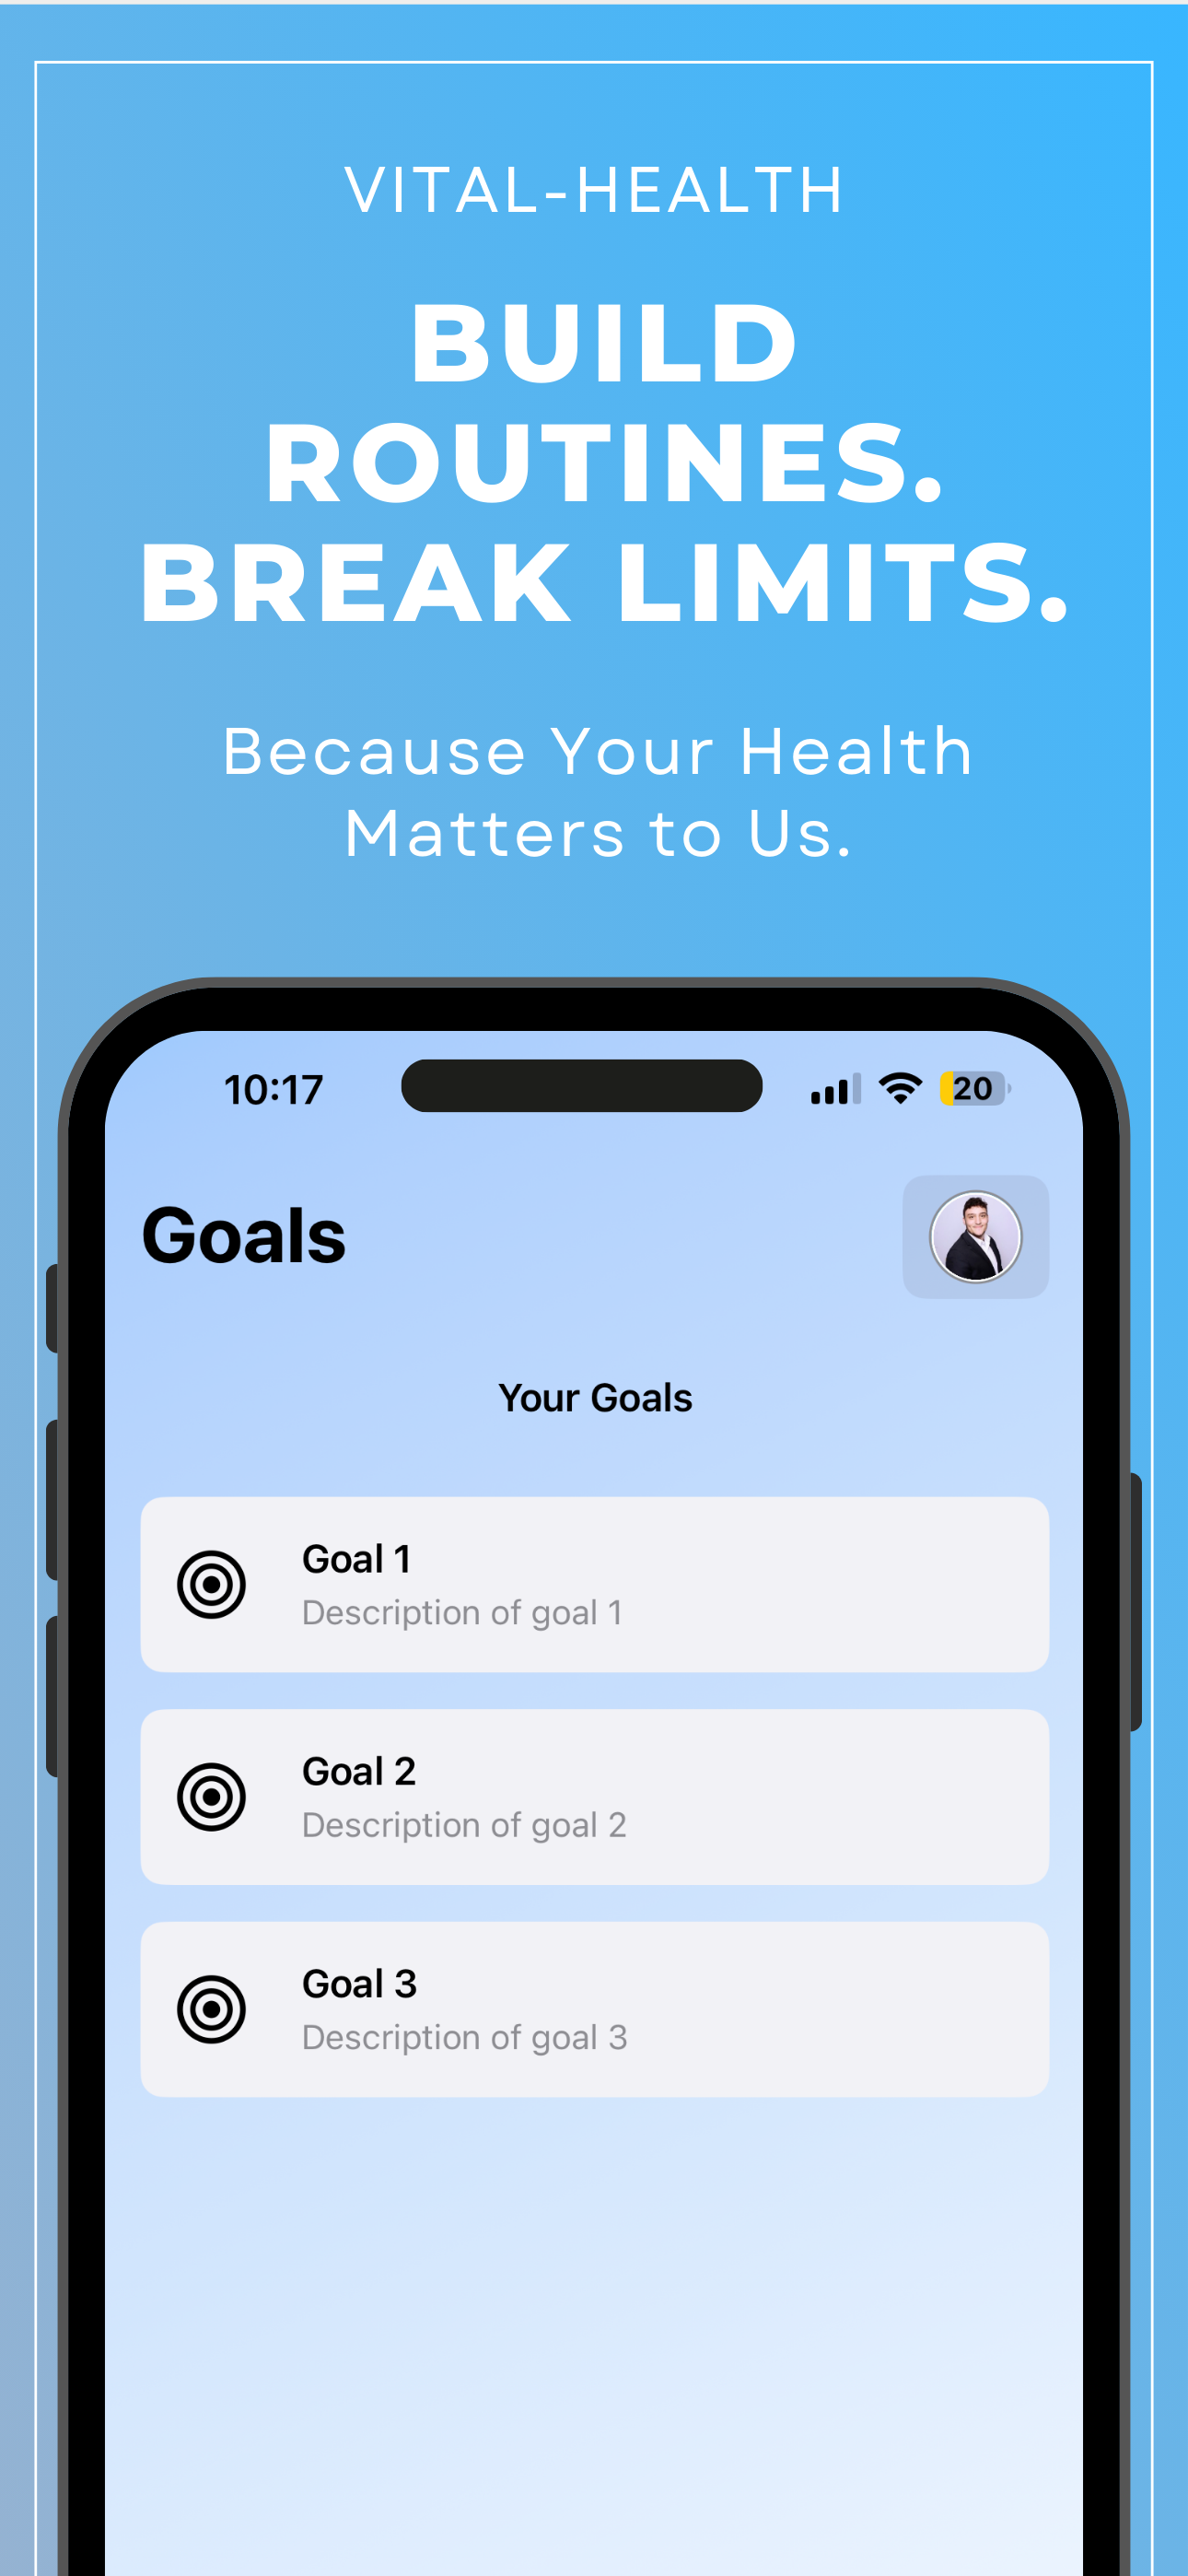 VITAL-HEALTH
BUILD
ROUTINES.
BREAK LIMITS.
Because Your Health
Matters to Us.
10:17
20
Goals
Your Goals
Goal 1
Description of goal 1
Goal 2
Description of goal 2
Goal 3
Description of goal 3